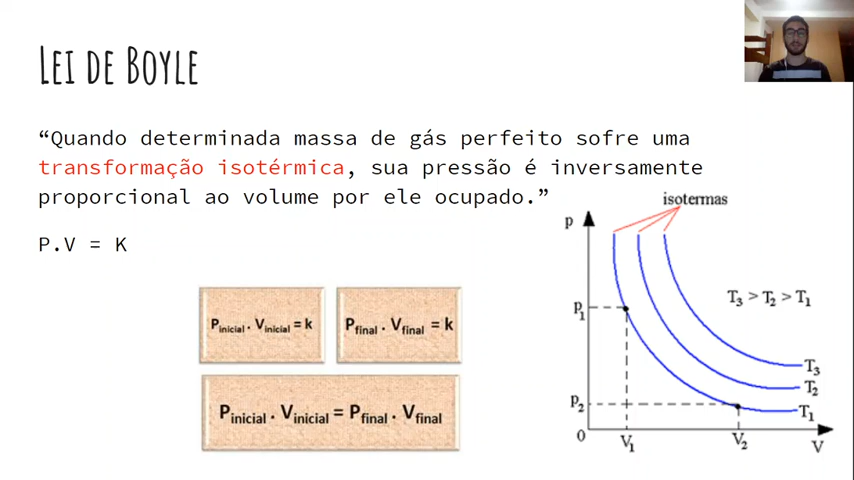 LEI DE BOYLE
“Quando determinada massa de gás perfeito sofre uma
transformação isotérmica, sua pressão é inversamente
proporcional ao volume por ele ocupado.”
P.V = K
Pinicial . Vinicial = k
Pfinal . Vfinal = k
Pinicial . Vinicial = Pfinal . Vfinal
isotermas
p
T3 > T2 > T1
p1
T3
T2
p2
T1
0
V1
V2
V